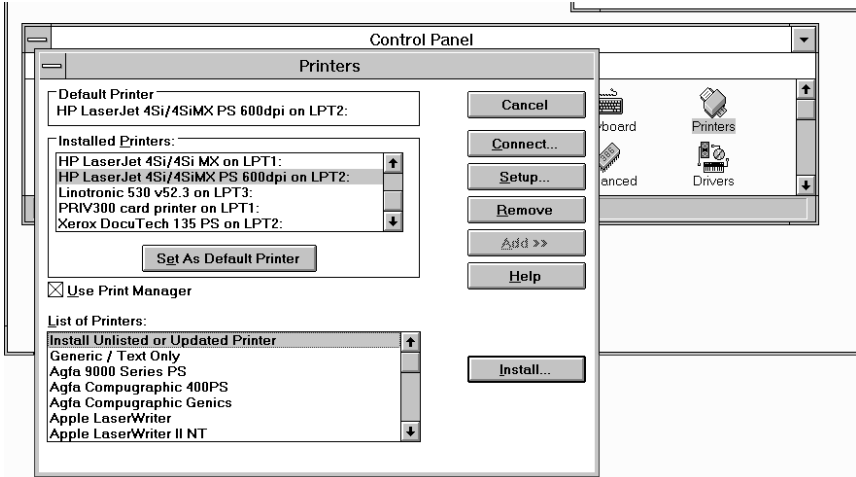 Control Panel
Printers
Default Printer
HP LaserJet 4Si/4SiMX PS 600dpi on LPT2:
Installed Printers:
HP LaserJet 4Si/4Si MX on LPT1:
HP LaserJet 4Si/4SiMX PS 600dpi on LPT2:
Linotronic 530 v52.3 on LPT3:
PRIV300 card printer on LPT1:
Xerox DocuTech 135 PS on LPT2:
Set As Default Printer
Use Print Manager
List of Printers:
Install Unlisted or Updated Printer
Generic / Text Only
Agfa 9000 Series PS
Agfa Compugraphic 400PS
Agfa Compugraphic Genics
Apple LaserWriter
Apple LaserWriter II NT
Cancel
Connect...
Setup...
Remove
Add >>
Help
Install...
board
Printers
anced
386
Drivers